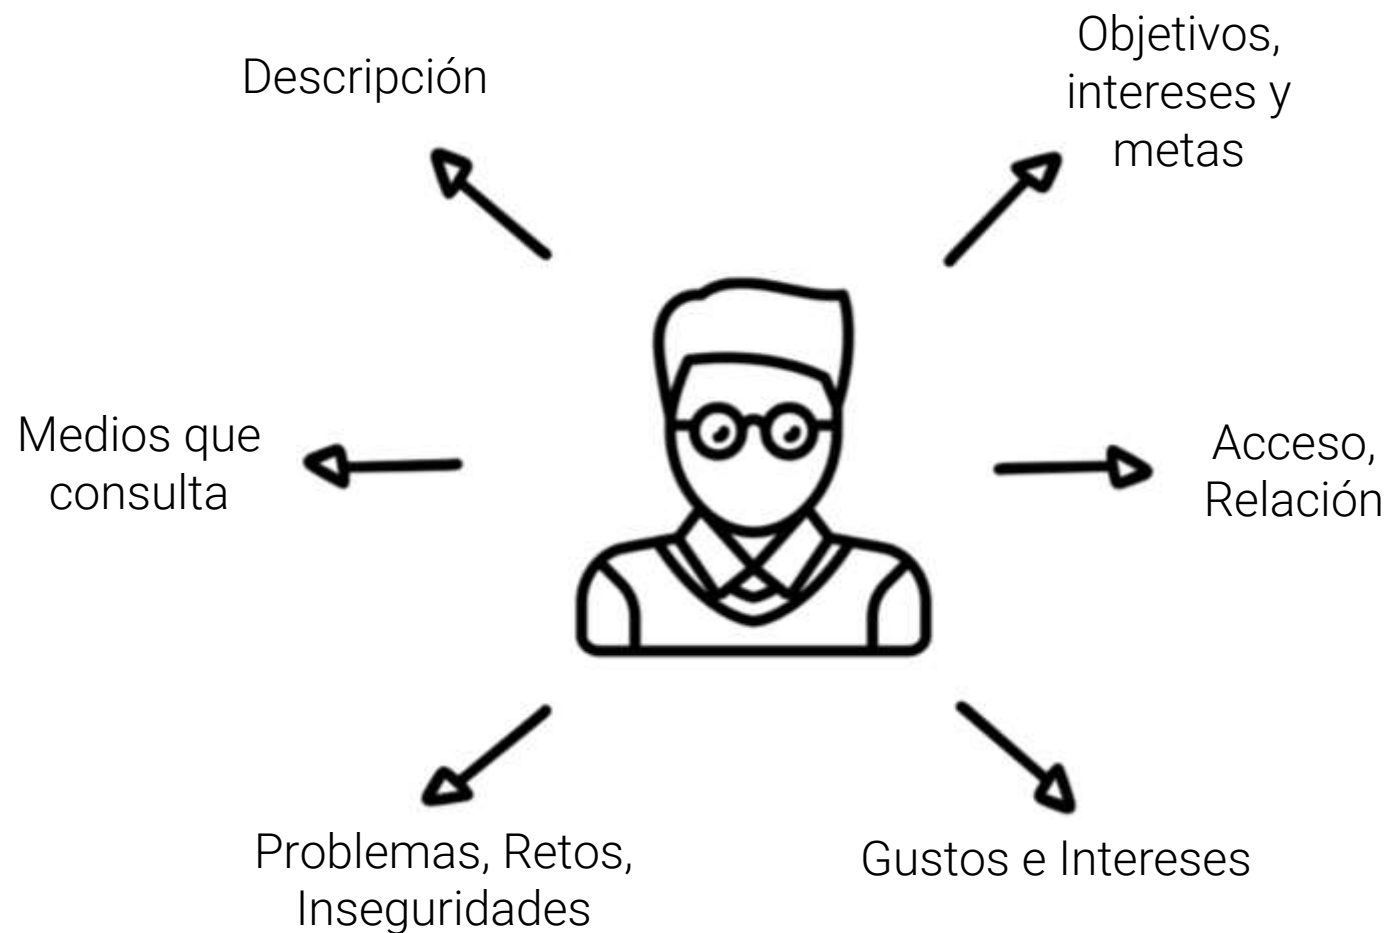 Descripción
Objetivos,
intereses y
metas
Medios que
consulta
Acceso,
Relación
Problemas, Retos,
Inseguridades
Gustos e Intereses